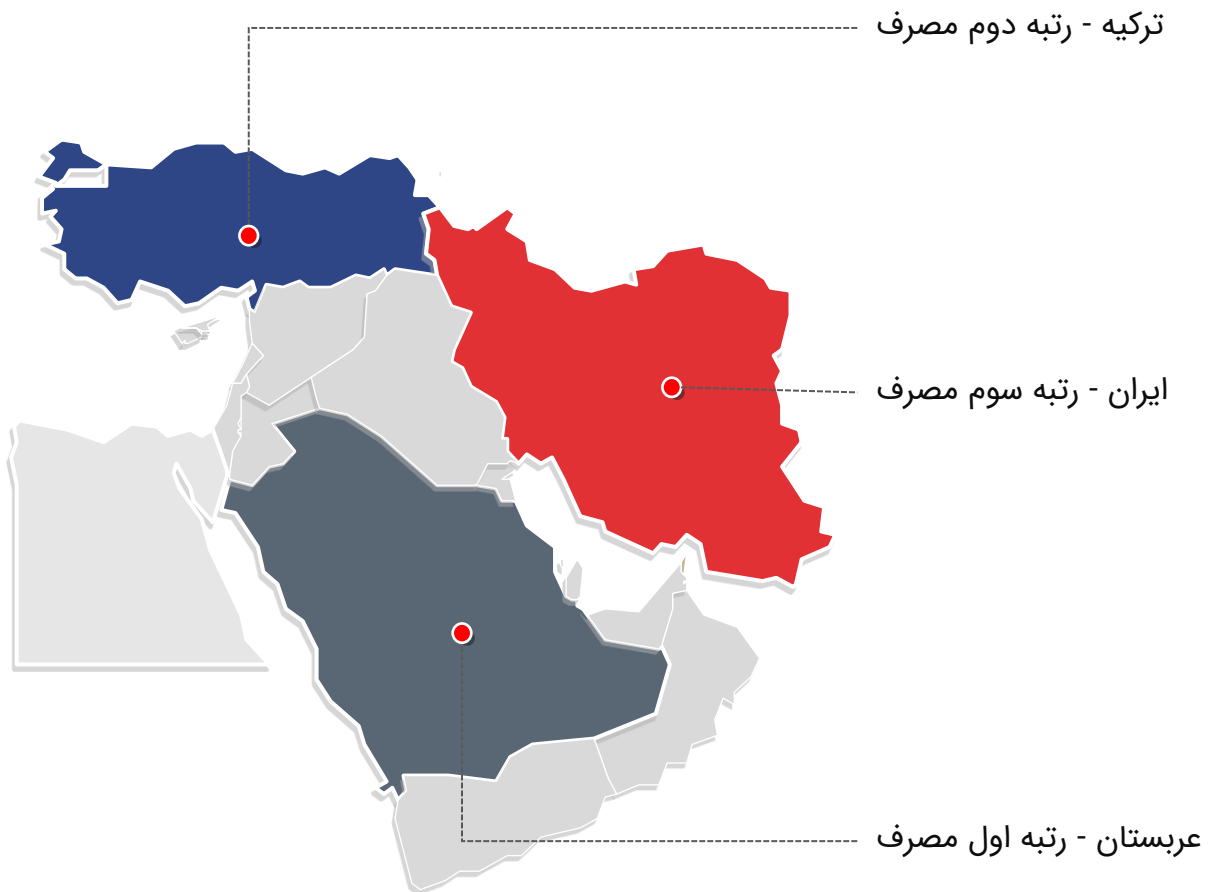 ترکیه - رتبه دوم مصرف
ایران - رتبه سوم مصرف
عربستان - رتبه اول مصرف